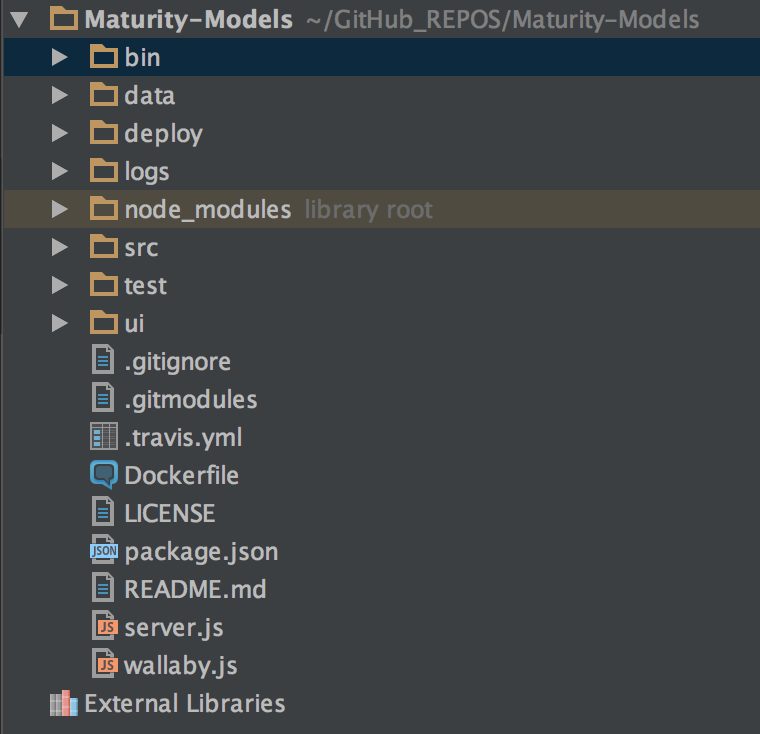 Maturity-Models ~/GitHub_REPOS/Maturity-Models
bin
data
deploy
logs
node_modules library root
src
test
ui
.gitignore
.gitmodules
.travis.yml
Dockerfile
LICENSE
JSON package.json
README.md
JS server.js
JS wallaby.js
External Libraries